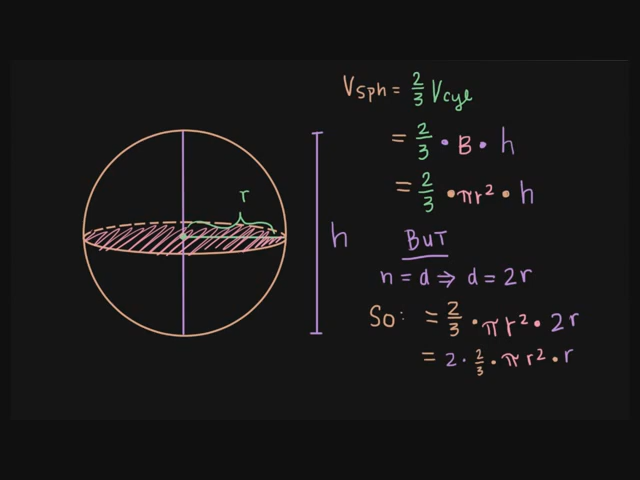 r
h
Vsph = 2/3 Vcyl
= 2/3 · B · h
= 2/3 · πr² · h
BUT
h = d ⇒ d = 2r
So: = 2/3 · πr² · 2r
= 2 · 2/3 · πr² · r